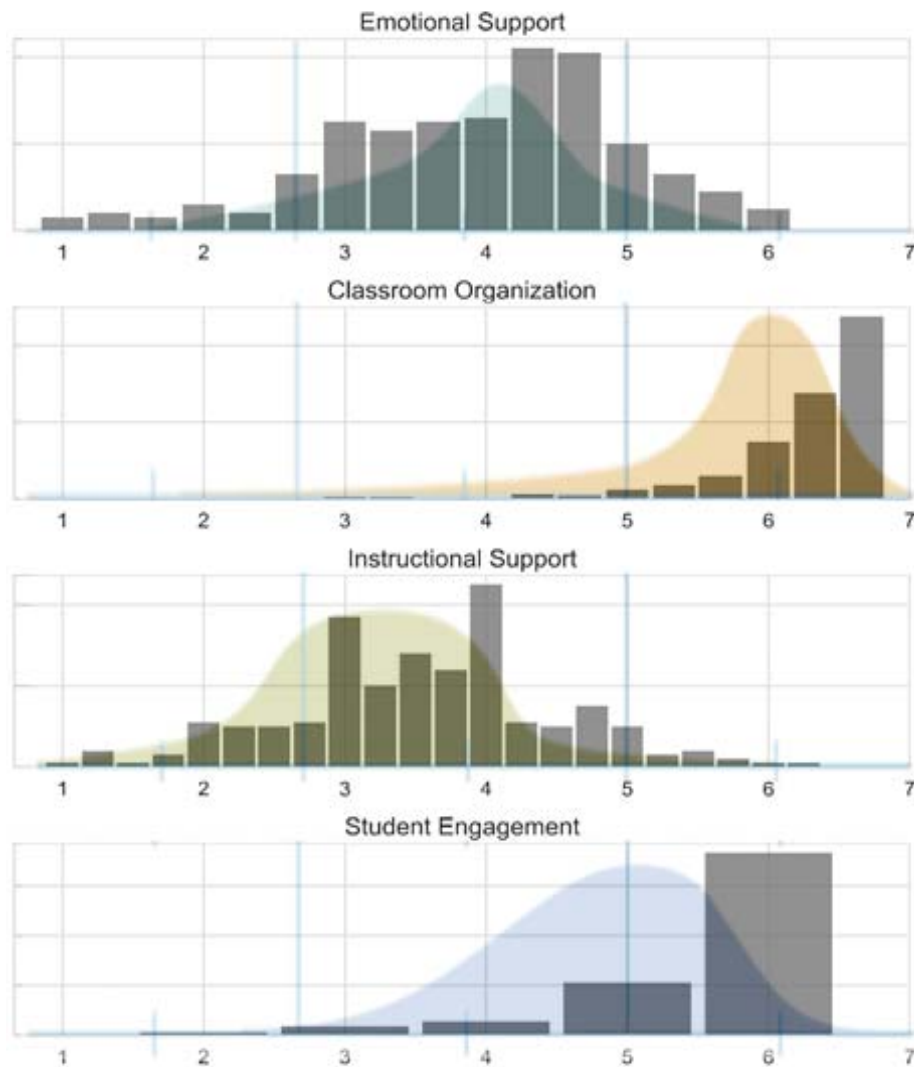 Emotional Support
1 2 3 4 5 6 7
Classroom Organization
1 2 3 4 5 6 7
Instructional Support
1 2 3 4 5 6 7
Student Engagement
1 2 3 4 5 6 7